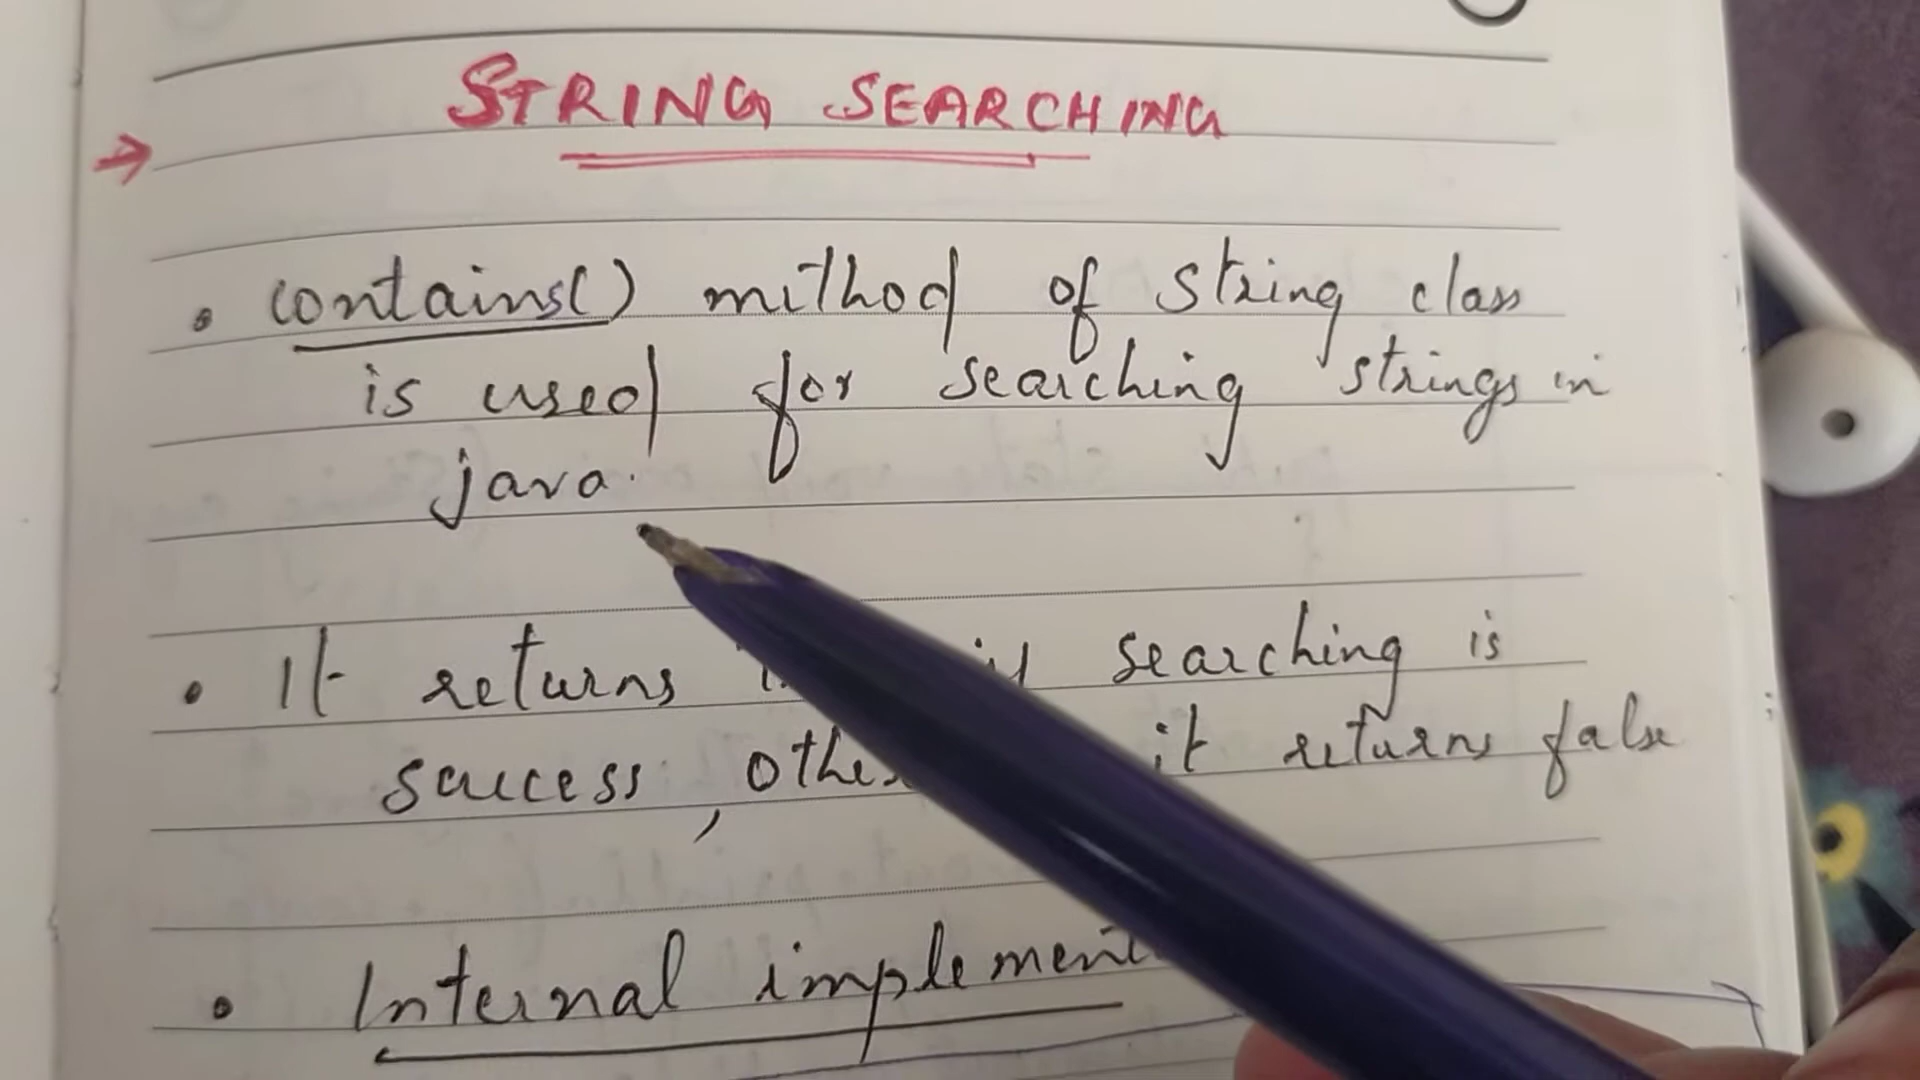 STRING SEARCHING
→
• contains() method of string class
is used for searching strings in
java.
• It returns if searching is
success, it returns false
• Internal